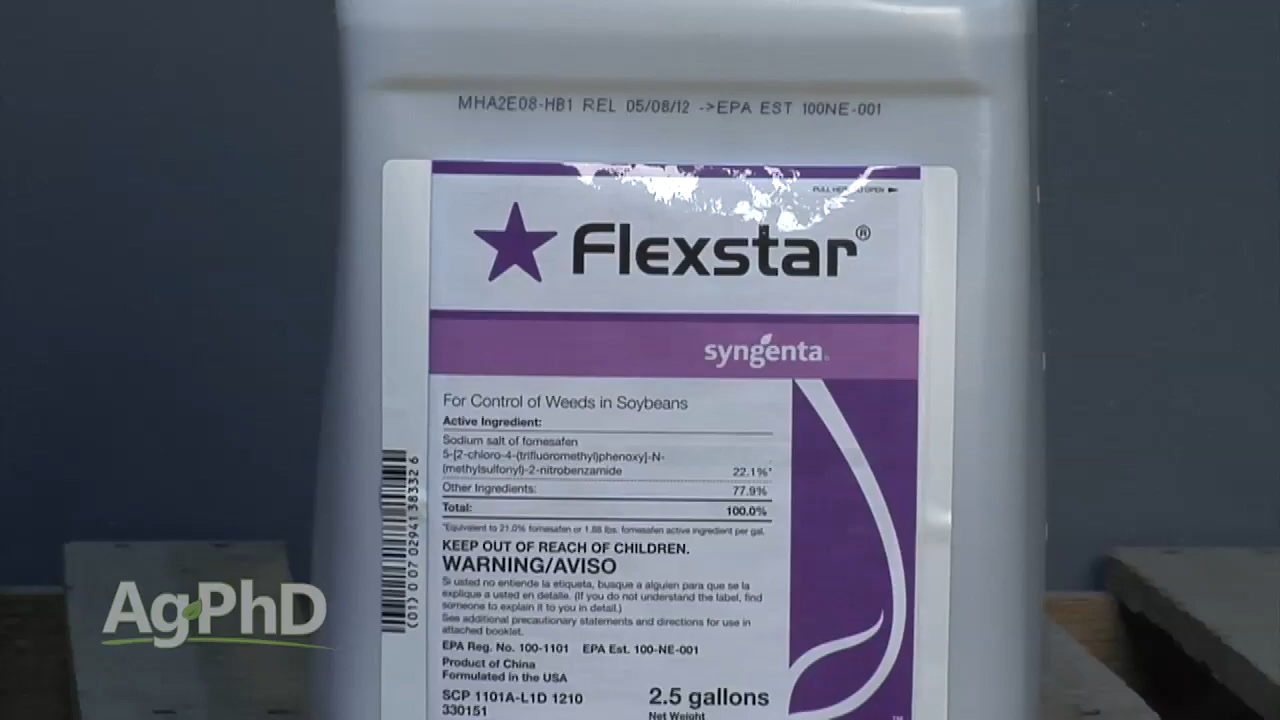 MHA2E08-HB1 REL 05/08/12 ->EPA EST 100NE-001
PULL HERE TO OPEN
Flexstar®
syngenta®
For Control of Weeds in Soybeans
Active Ingredient:
Sodium salt of fomesafen
5-[2-chloro-4-(trifluoromethyl)phenoxy]-N-
(methylsulfonyl)-2-nitrobenzamide 22.1%*
Other Ingredients: 77.9%
Total: 100.0%
*Equivalent to 21.0% fomesafen or 1.88 lbs. fomesafen active ingredient per gal.
KEEP OUT OF REACH OF CHILDREN.
WARNING/AVISO
Si usted no entiende la etiqueta, busque a alguien para que se la
explique a usted en detalle. (If you do not understand the label, find
someone to explain it to you in detail.)
See additional precautionary statements and directions for use in
attached booklet.
EPA Reg. No. 100-1101 EPA Est. 100-NE-001
Product of China
Formulated in the USA
SCP 1101A-L1D 1210
330151
2.5 gallons
Net Weight
TM
(01) 0 07 02941 38332 6
AgPhD